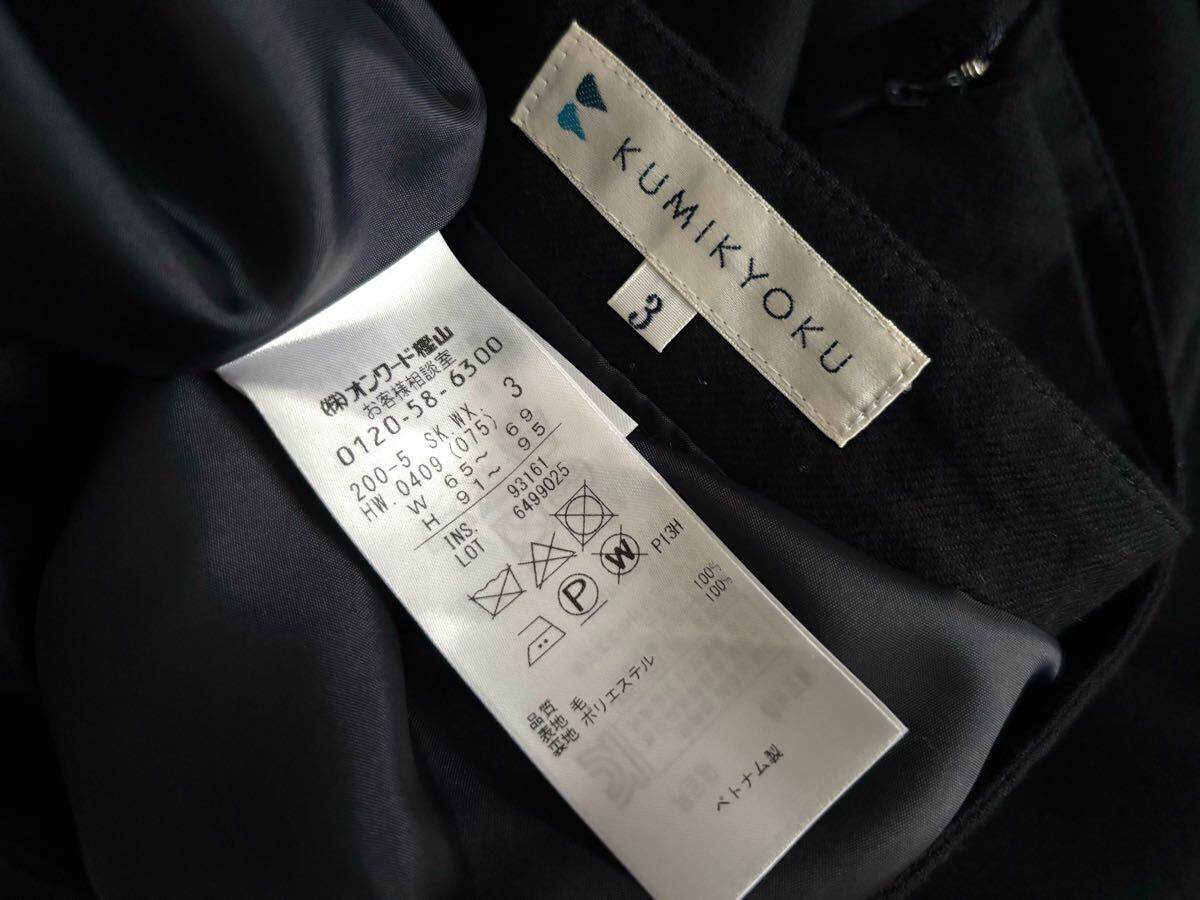 KUMIKYOKU
3
(株)オンワード樫山
お客様相談室
0120-58-6300
200-5 SK.WX. 3
HW.0409(075)
W 65~ 69
H 91~ 95
INS. 93161
LOT 6499025
P
W
PI3H
品質
表地 毛 100%
裏地 ポリエステル 100%
ベトナム製